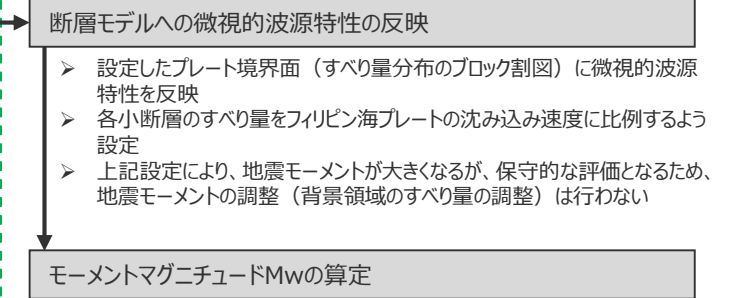 断層モデルへの微視的波源特性の反映
➢ 設定したプレート境界面（すべり量分布のブロック割図）に微視的波源
特性を反映
➢ 各小断層のすべり量をフィリピン海プレートの沈み込み速度に比例するよう
設定
➢ 上記設定により、地震モーメントが大きくなるが、保守的な評価となるため、
地震モーメントの調整（背景領域のすべり量の調整）は行わない
モーメントマグニチュードMwの算定